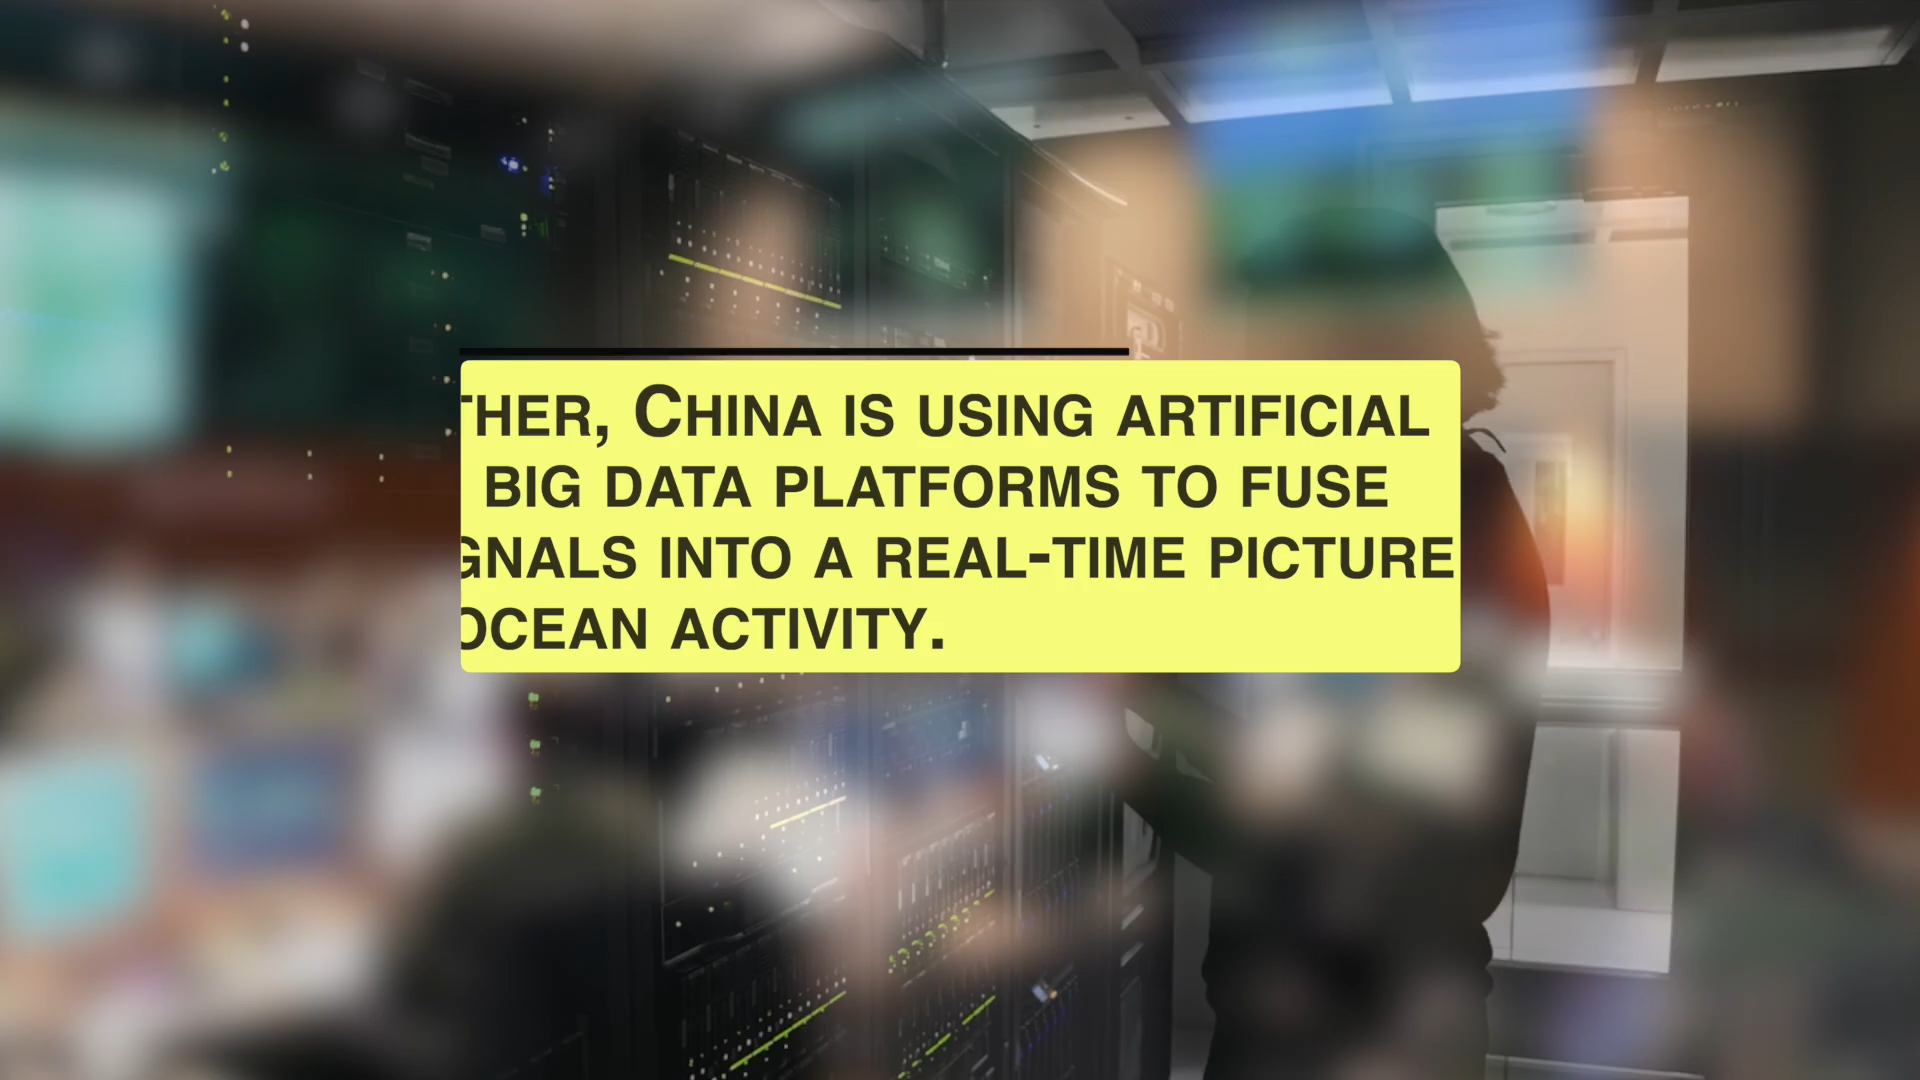 THER, CHINA IS USING ARTIFICIAL
BIG DATA PLATFORMS TO FUSE
GNALS INTO A REAL-TIME PICTURE
OCEAN ACTIVITY.